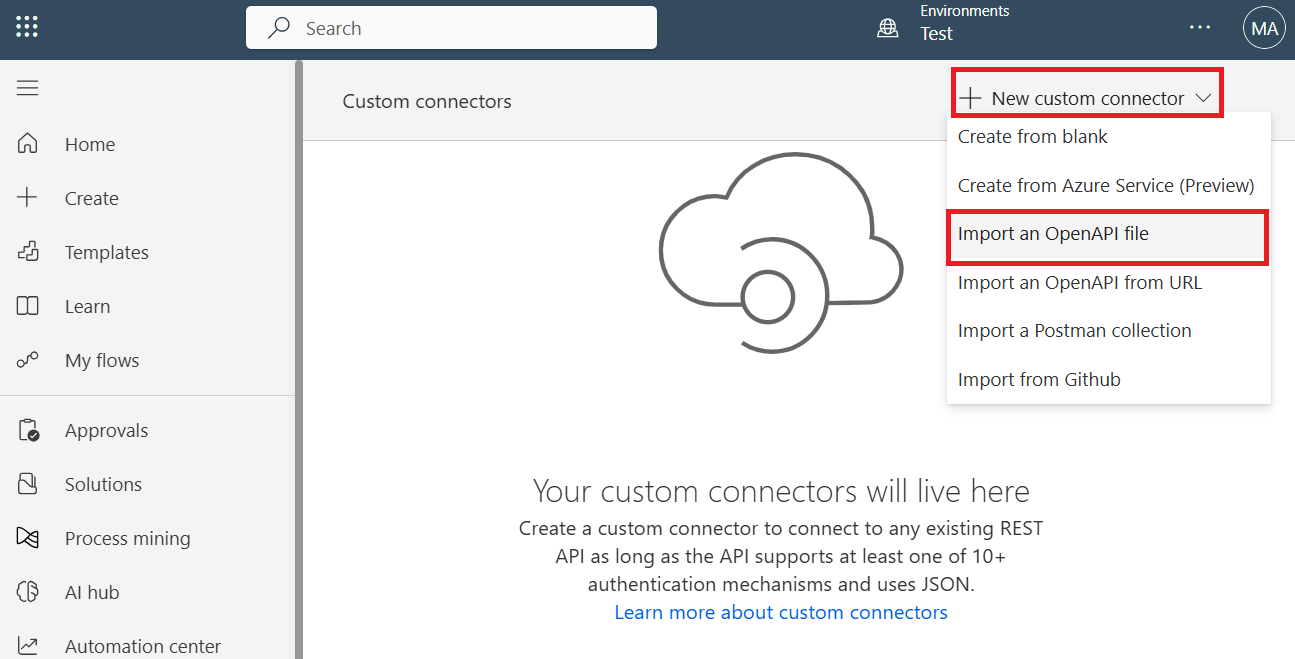 Search
Environments
Test
···
MA
Home
Create
Templates
Learn
My flows
Approvals
Solutions
Process mining
AI hub
Automation center
Custom connectors
New custom connector
Create from blank
Create from Azure Service (Preview)
Import an OpenAPI file
Import an OpenAPI from URL
Import a Postman collection
Import from Github
Your custom connectors will live here
Create a custom connector to connect to any existing REST
API as long as the API supports at least one of 10+
authentication mechanisms and uses JSON.
Learn more about custom connectors